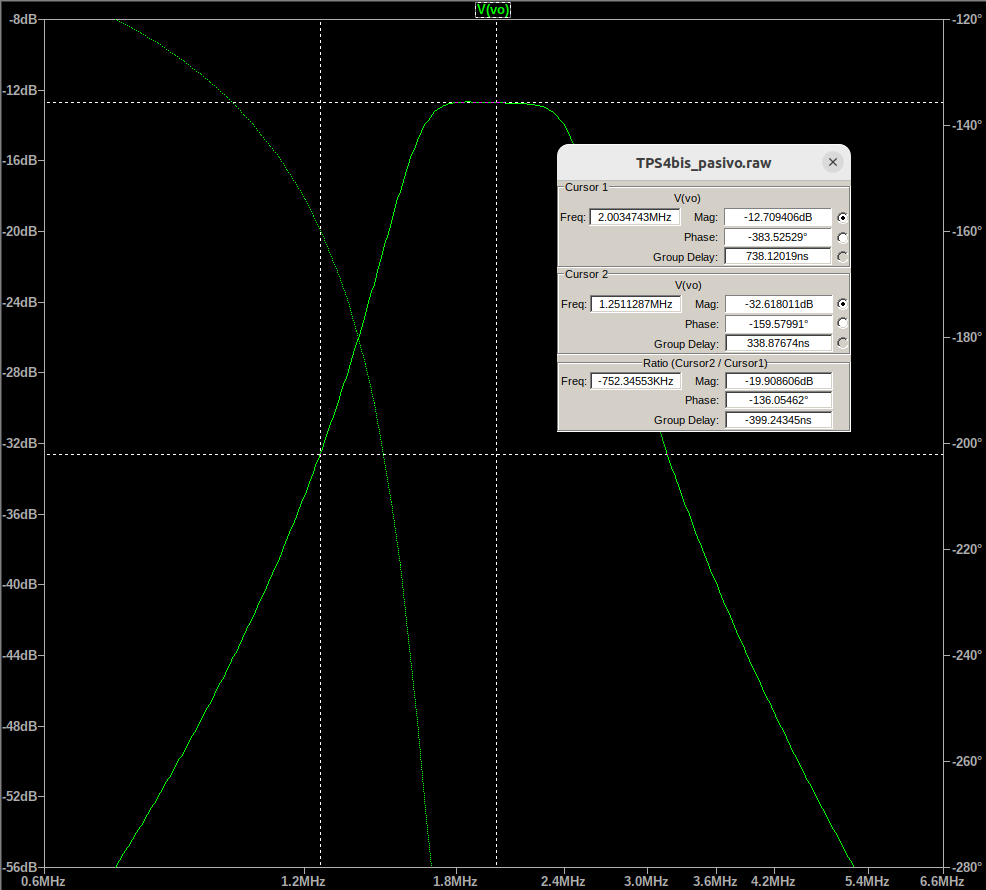 V(vo)
-8dB
-12dB
-16dB
-20dB
-24dB
-28dB
-32dB
-36dB
-40dB
-44dB
-48dB
-52dB
-56dB
-120°
-140°
-160°
-180°
-200°
-220°
-240°
-260°
-280°
TPS4bis_pasivo.raw
Cursor 1
V(vo)
Freq: 2.0034743MHz Mag: -12.709406dB
Phase: -383.52529°
Group Delay: 738.12019ns
Cursor 2
V(vo)
Freq: 1.2511287MHz Mag: -32.618011dB
Phase: -159.57991°
Group Delay: 338.87674ns
Ratio (Cursor2 / Cursor1)
Freq: -752.34553KHz Mag: -19.908606dB
Phase: -136.05462°
Group Delay: -399.24345ns
0.6MHz 1.2MHz 1.8MHz 2.4MHz 3.0MHz 3.6MHz 4.2MHz 5.4MHz 6.6MHz